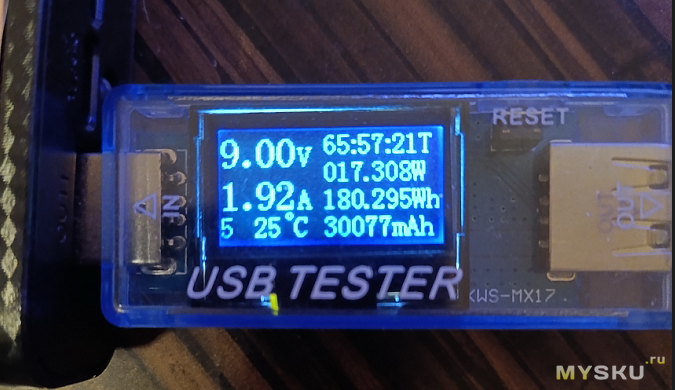 RESET
9.00V 65:57:21T
017.308W
1.92A 180.295Wh
5 25°C 30077mAh
IN
OUT
USB TESTER
KWS-MX17
MYSKU.ru